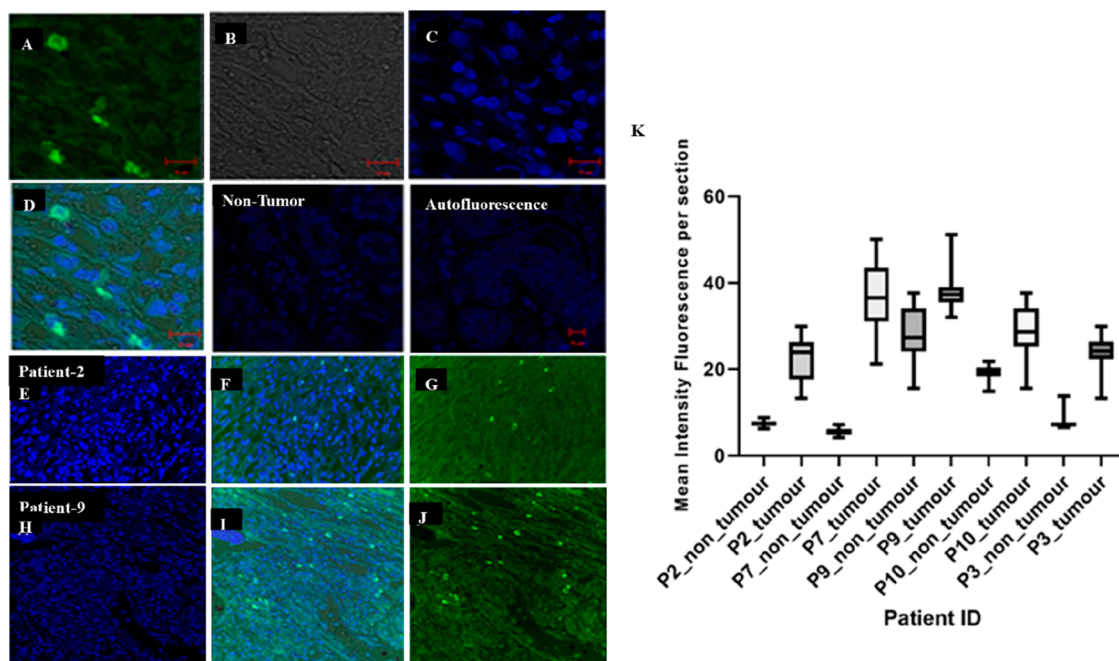 A
B
C
D
Non-Tumor
Autofluorescence
Patient-2
E
F
G
Patient-9
H
I
J
K
Mean Intensity Fluorescence per section
60
40
20
0
P2_non_tumour
P2_tumour
P7_non_tumour
P7_tumour
P9_non_tumour
P9_tumour
P10_non_tumour
P10_tumour
P3_non_tumour
P3_tumour
Patient ID